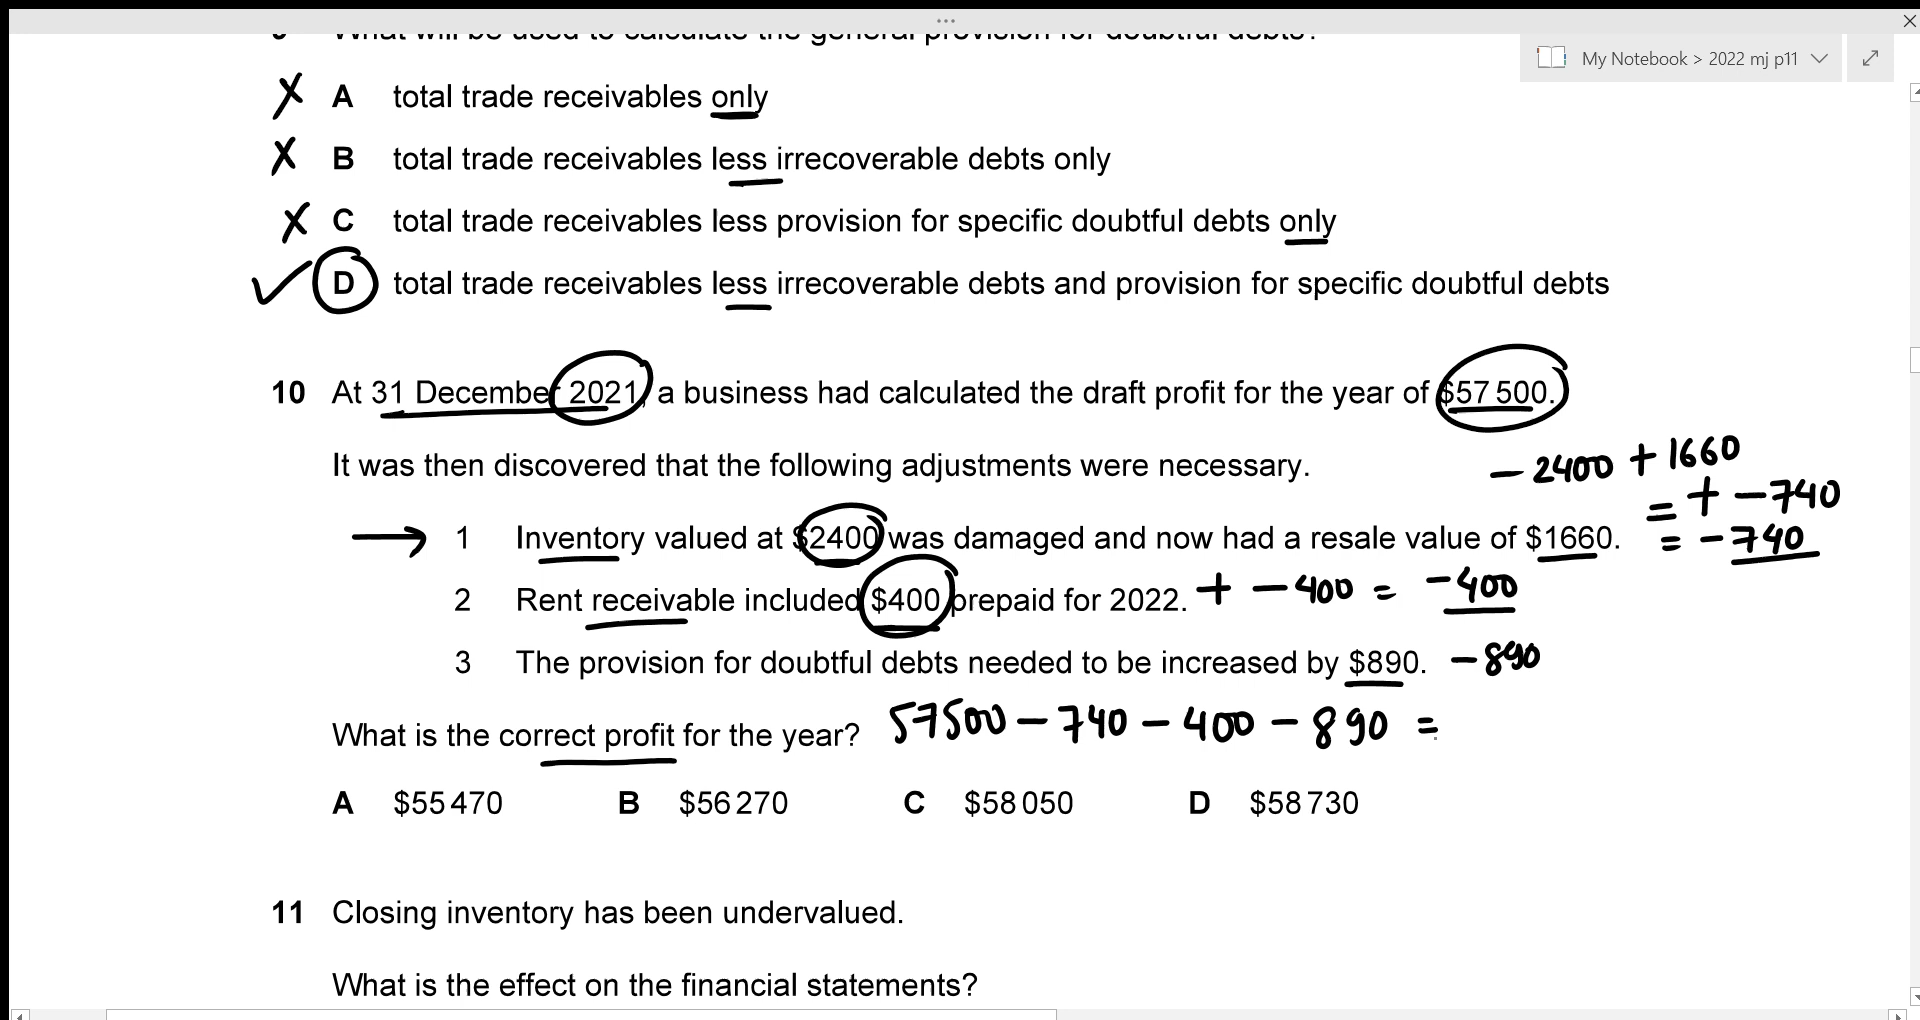 What will be used to calculate the general provision for doubtful debts?
My Notebook > 2022 mj p11
X A total trade receivables only
X B total trade receivables less irrecoverable debts only
X C total trade receivables less provision for specific doubtful debts only
✓ D total trade receivables less irrecoverable debts and provision for specific doubtful debts
10 At 31 December 2021, a business had calculated the draft profit for the year of $57 500.
It was then discovered that the following adjustments were necessary.
− 2400 + 1660
= + − 740
= − 740
→ 1 Inventory valued at $2400 was damaged and now had a resale value of $1660.
2 Rent receivable included $400 prepaid for 2022. + − 400 = − 400
3 The provision for doubtful debts needed to be increased by $890. − 890
What is the correct profit for the year? 57500 − 740 − 400 − 890 =
A $55 470 B $56 270 C $58 050 D $58 730
11 Closing inventory has been undervalued.
What is the effect on the financial statements?